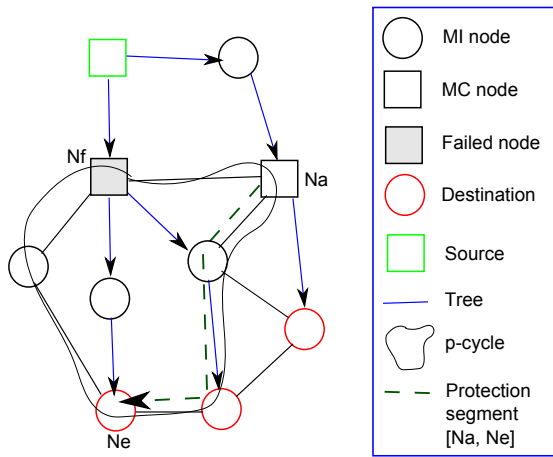 Nf
Na
Ne
MI node
MC node
Failed node
Destination
Source
Tree
p-cycle
Protection
segment
[Na, Ne]